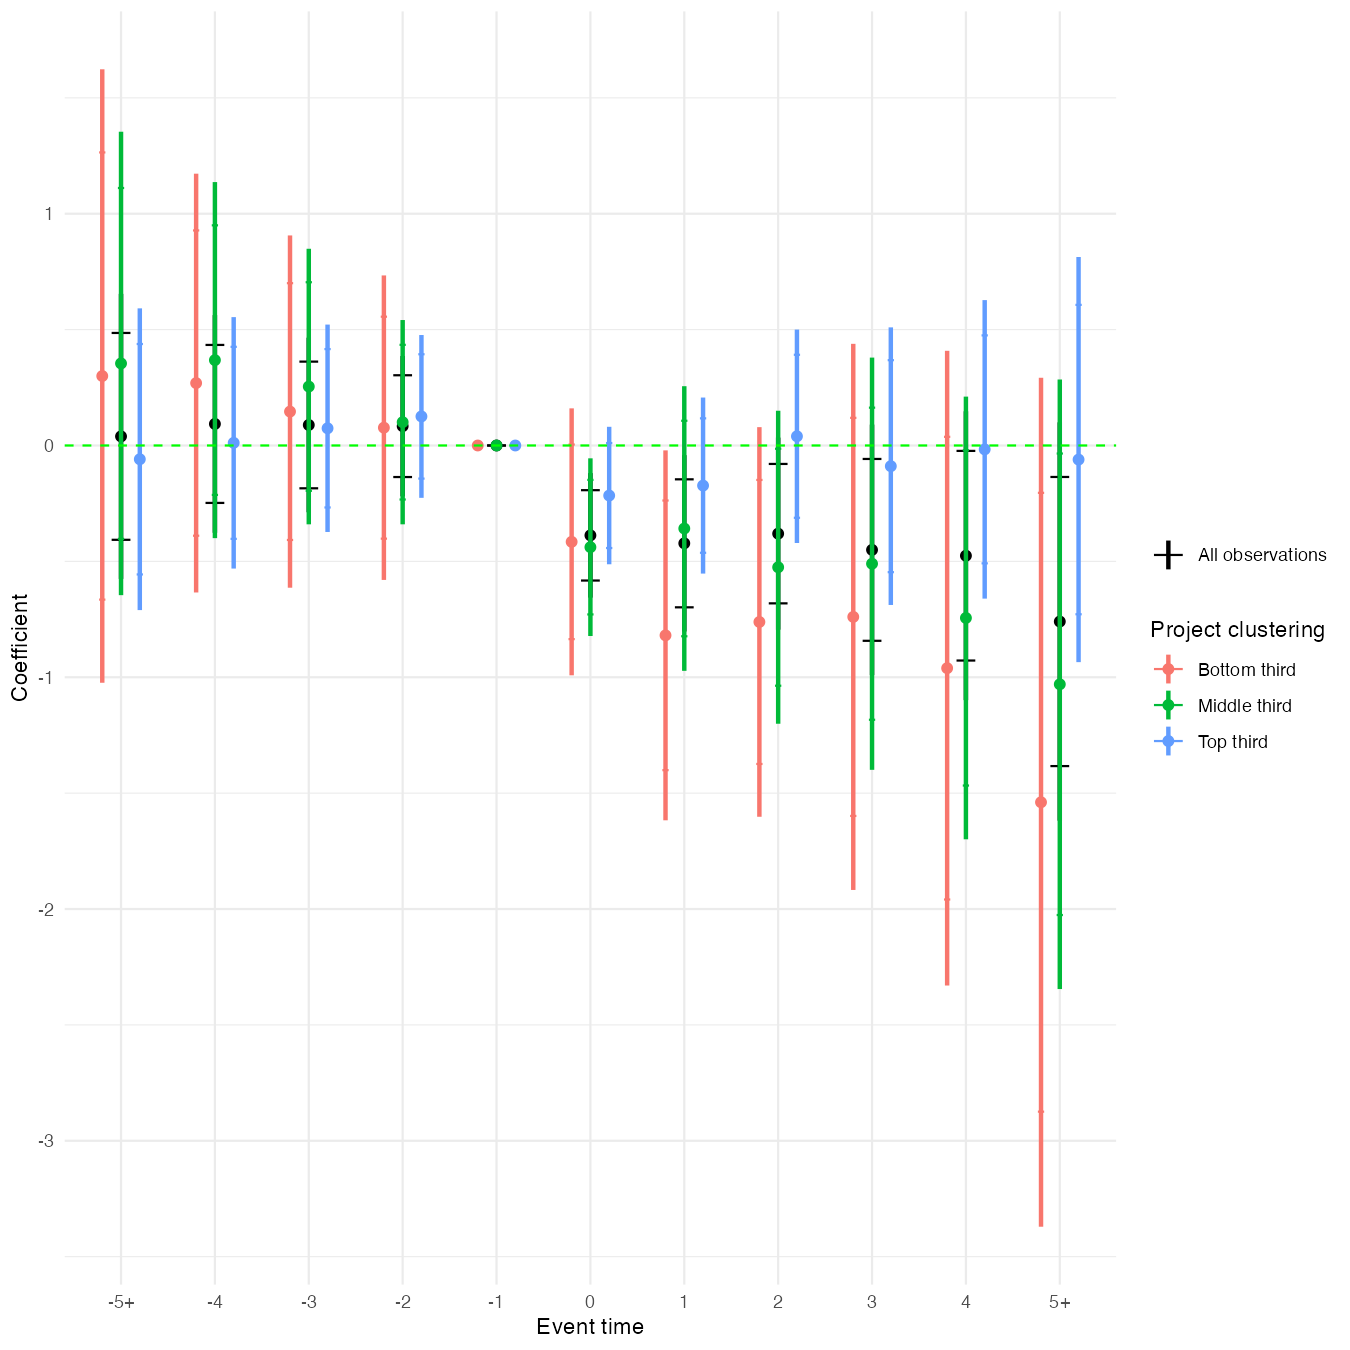 Coefficient
1
0
-1
-2
-3
-5+
-4
-3
-2
-1
0
1
2
3
4
5+
Event time
All observations
Project clustering
Bottom third
Middle third
Top third